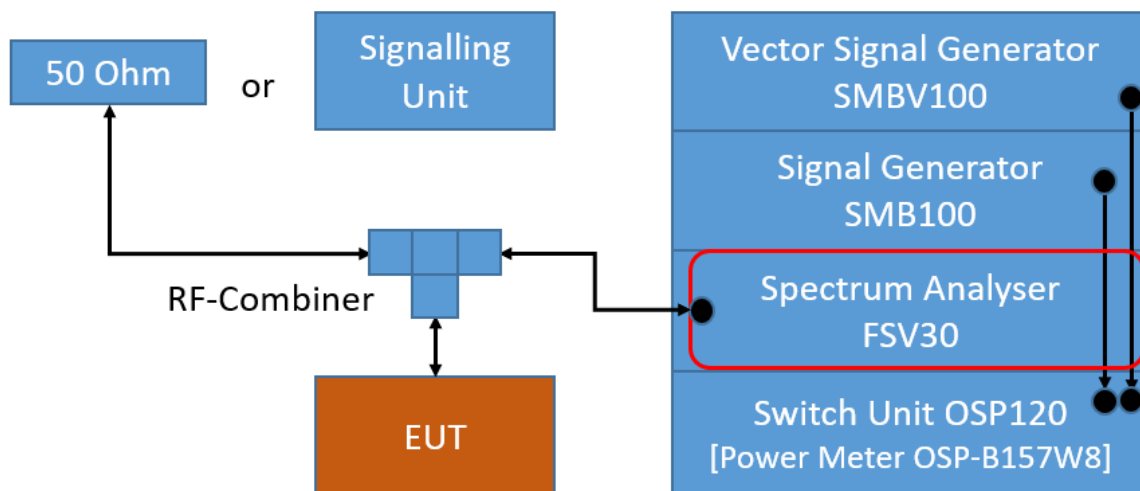 50 Ohm
or
Signalling
Unit
Vector Signal Generator
SMBV100
Signal Generator
SMB100
RF-Combiner
Spectrum Analyser
FSV30
EUT
Switch Unit OSP120
[Power Meter OSP-B157W8]